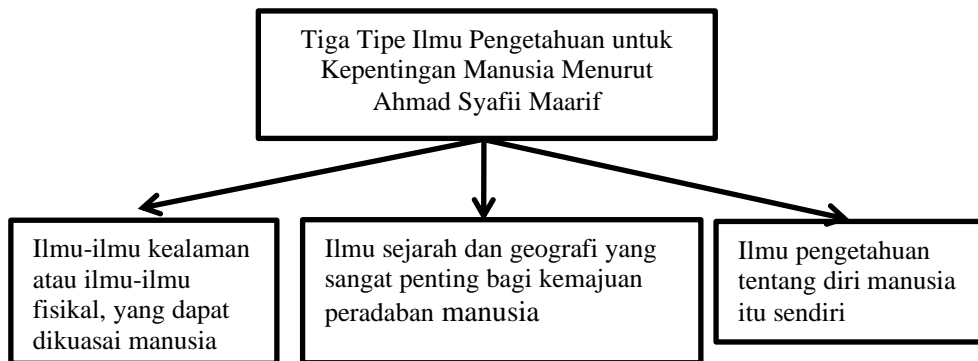 Tiga Tipe Ilmu Pengetahuan untuk
Kepentingan Manusia Menurut
Ahmad Syafii Maarif
Ilmu-ilmu kealaman
atau ilmu-ilmu
fisikal, yang dapat
dikuasai manusia
Ilmu sejarah dan geografi yang
sangat penting bagi kemajuan
peradaban manusia
Ilmu pengetahuan
tentang diri manusia
itu sendiri